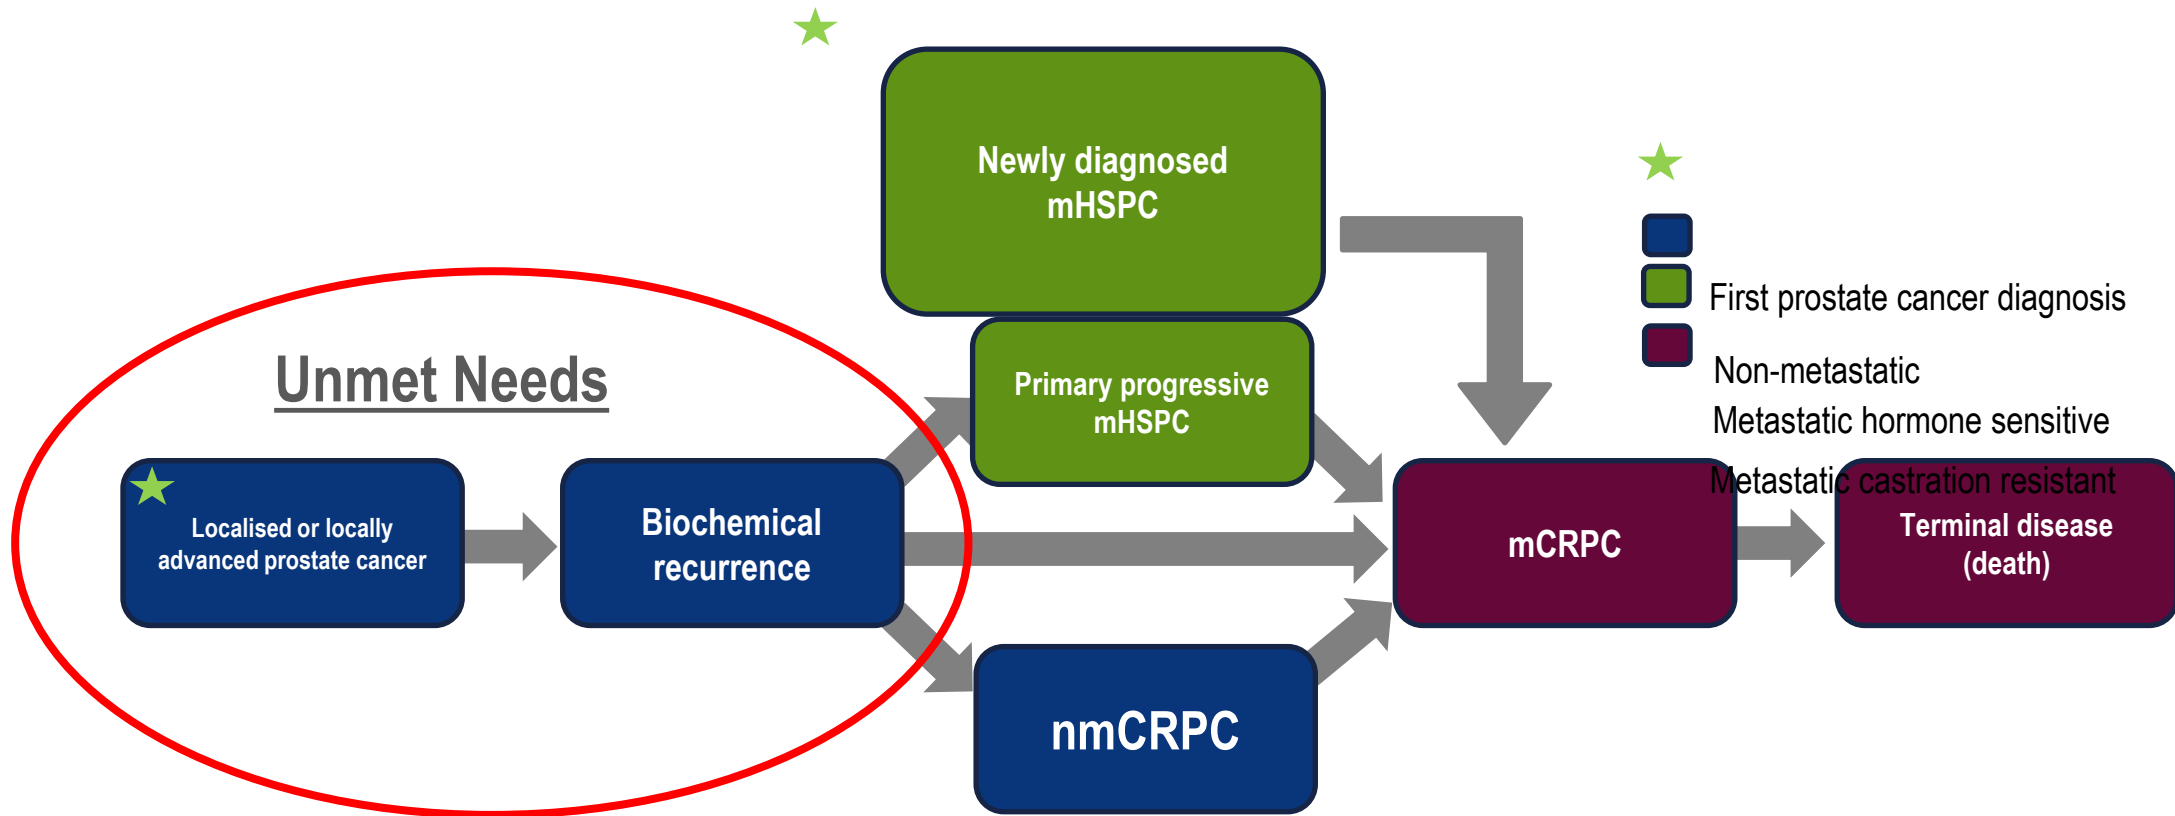 Newly diagnosed
mHSPC
First prostate cancer diagnosis
Non-metastatic
Metastatic hormone sensitive
Metastatic castration resistant
Unmet Needs
Primary progressive
mHSPC
Localised or locally
advanced prostate cancer
Biochemical
recurrence
nmCRPC
mCRPC
Terminal disease
(death)